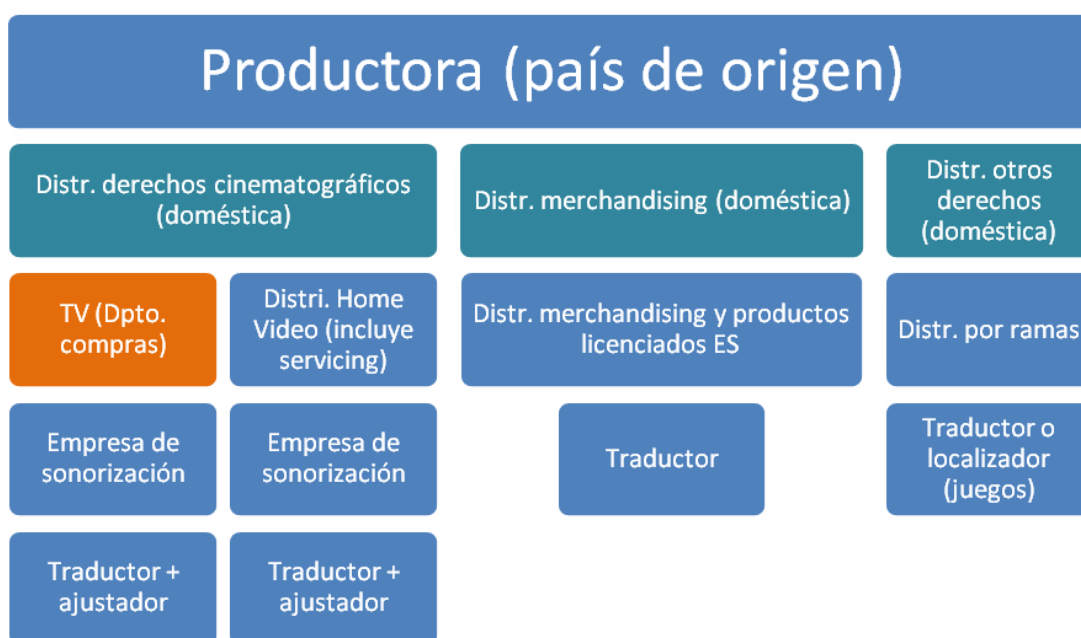 Productora (país de origen)
Distr. derechos cinematográficos
(doméstica)
Distr. merchandising (doméstica)
Distr. otros
derechos
(doméstica)
TV (Dpto.
compras)
Distri. Home
Video (incluye
servicing)
Distr. merchandising y productos
licenciados ES
Distr. por ramas
Empresa de
sonorización
Empresa de
sonorización
Traductor
Traductor o
localizador
(juegos)
Traductor +
ajustador
Traductor +
ajustador